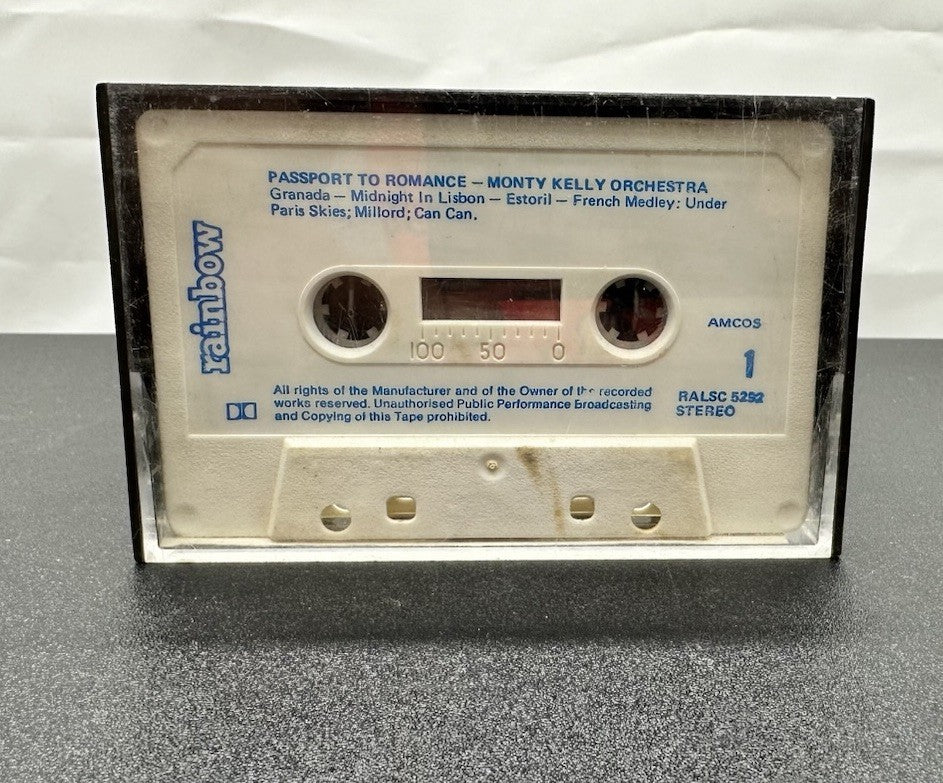 PASSPORT TO ROMANCE — MONTY KELLY ORCHESTRA
Granada — Midnight In Lisbon — Estoril — French Medley: Under
Paris Skies; Millord; Can Can.
rainbow
100 50 0
AMCOS
1
All rights of the Manufacturer and of the Owner of the recorded
works reserved. Unauthorised Public Performance Broadcasting
and Copying of this Tape prohibited.
RALSC 5292
STEREO